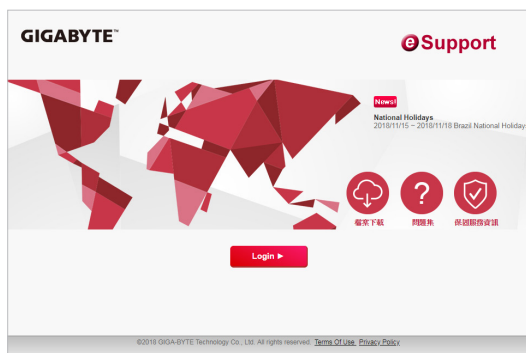 GIGABYTE™
eSupport
News!
National Holidays
2018/11/15 ~ 2018/11/18 Brazil National Holiday
檔案下載
問題集
保固服務資訊
Login ►
©2018 GIGA-BYTE Technology Co., Ltd. All rights reserved. Terms Of Use Privacy Policy